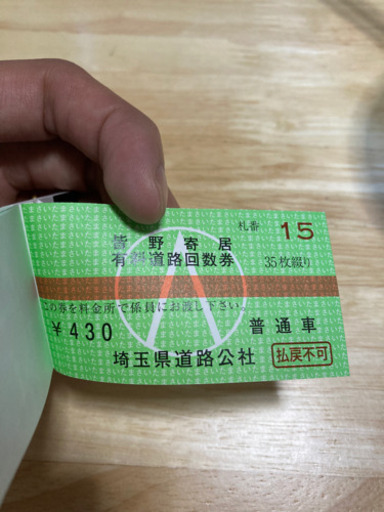 札番 15
皆野寄居
有料道路回数券 35枚綴り
の券を料金所で係員にお渡し下さい
¥430 普通車
埼玉県道路公社 払戻不可